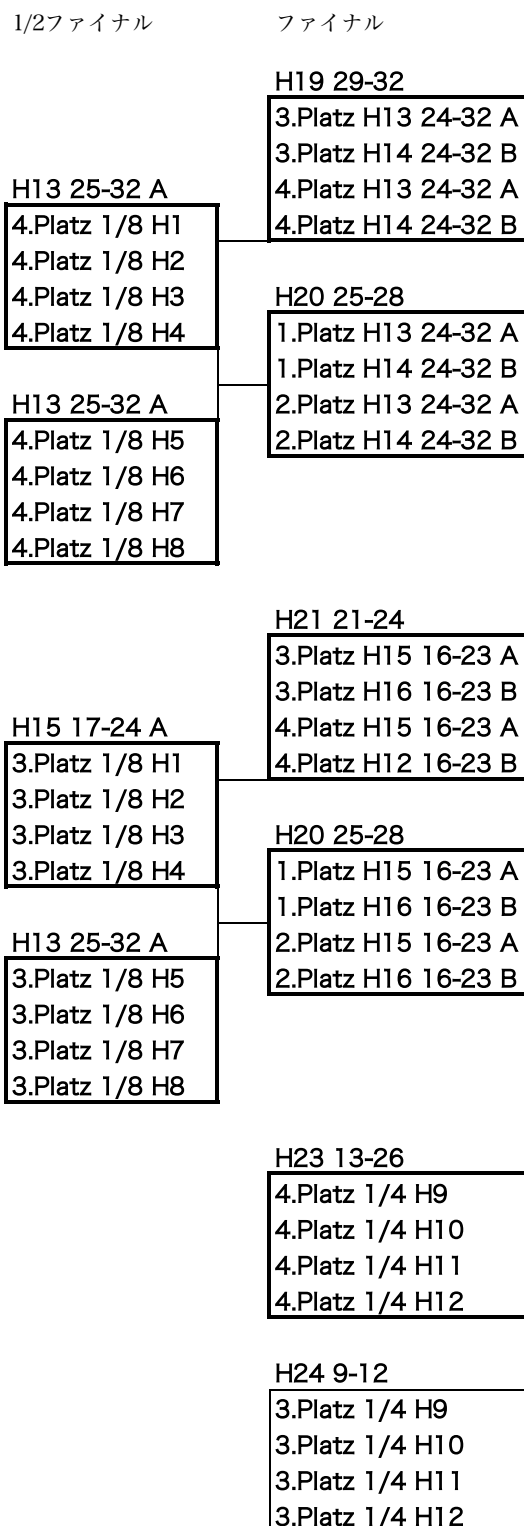 1/2ファイナル
H13 25-32 A
4.Platz 1/8 H1
4.Platz 1/8 H2
4.Platz 1/8 H3
4.Platz 1/8 H4
H13 25-32 A
4.Platz 1/8 H5
4.Platz 1/8 H6
4.Platz 1/8 H7
4.Platz 1/8 H8
H15 17-24 A
3.Platz 1/8 H1
3.Platz 1/8 H2
3.Platz 1/8 H3
3.Platz 1/8 H4
H13 25-32 A
3.Platz 1/8 H5
3.Platz 1/8 H6
3.Platz 1/8 H7
3.Platz 1/8 H8
ファイナル
H19 29-32
3.Platz H13 24-32 A
3.Platz H14 24-32 B
4.Platz H13 24-32 A
4.Platz H14 24-32 B
H20 25-28
1.Platz H13 24-32 A
1.Platz H14 24-32 B
2.Platz H13 24-32 A
2.Platz H14 24-32 B
H21 21-24
3.Platz H15 16-23 A
3.Platz H16 16-23 B
4.Platz H15 16-23 A
4.Platz H12 16-23 B
H20 25-28
1.Platz H15 16-23 A
1.Platz H16 16-23 B
2.Platz H15 16-23 A
2.Platz H16 16-23 B
H23 13-26
4.Platz 1/4 H9
4.Platz 1/4 H10
4.Platz 1/4 H11
4.Platz 1/4 H12
H24 9-12
3.Platz 1/4 H9
3.Platz 1/4 H10
3.Platz 1/4 H11
3.Platz 1/4 H12